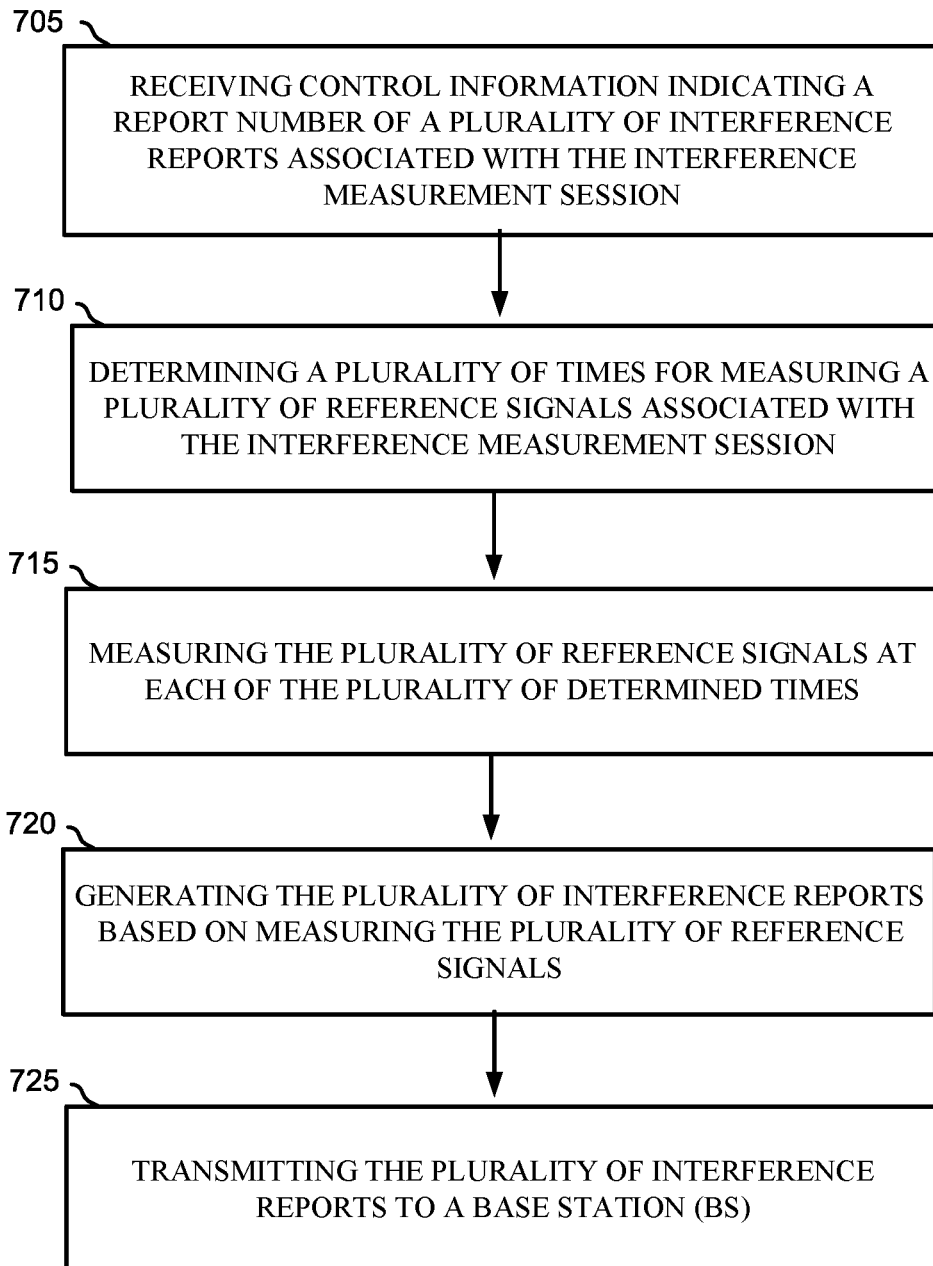 705
RECEIVING CONTROL INFORMATION INDICATING A
REPORT NUMBER OF A PLURALITY OF INTERFERENCE
REPORTS ASSOCIATED WITH THE INTERFERENCE
MEASUREMENT SESSION
710
DETERMINING A PLURALITY OF TIMES FOR MEASURING A
PLURALITY OF REFERENCE SIGNALS ASSOCIATED WITH
THE INTERFERENCE MEASUREMENT SESSION
715
MEASURING THE PLURALITY OF REFERENCE SIGNALS AT
EACH OF THE PLURALITY OF DETERMINED TIMES
720
GENERATING THE PLURALITY OF INTERFERENCE REPORTS
BASED ON MEASURING THE PLURALITY OF REFERENCE
SIGNALS
725
TRANSMITTING THE PLURALITY OF INTERFERENCE
REPORTS TO A BASE STATION (BS)